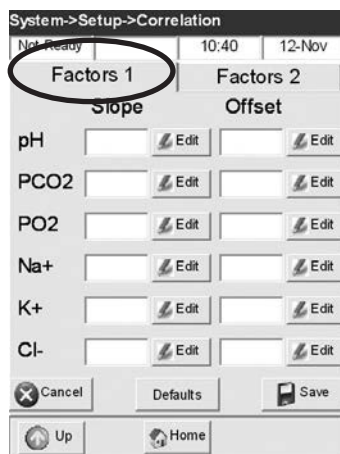 System->Setup->Correlation
Not Ready 10:40 12-Nov
Factors 1 Factors 2
Slope Offset
pH Edit Edit
PCO2 Edit Edit
PO2 Edit Edit
Na+ Edit Edit
K+ Edit Edit
Cl- Edit Edit
Cancel Defaults Save
Up Home